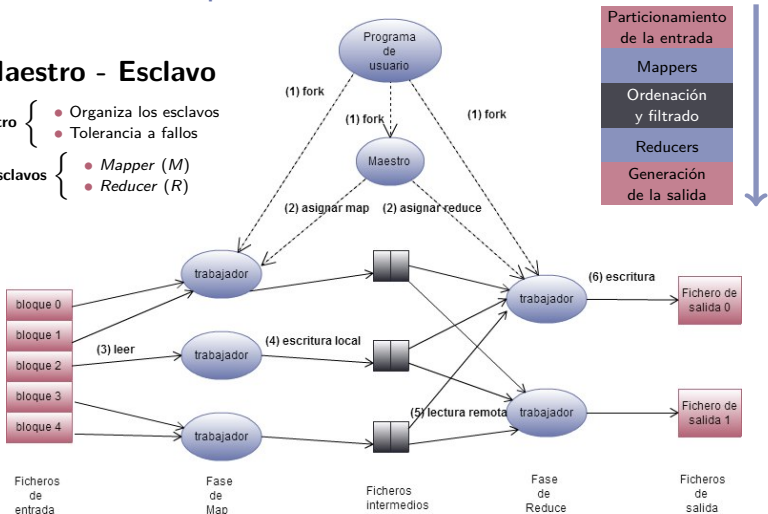 Maestro - Esclavo
• Organiza los esclavos
• Tolerancia a fallos
• Mapper (M)
• Reducer (R)
Programa
de
usuario
(1) fork
(1) fork
(1) fork
Maestro
(2) asignar map
(2) asignar reduce
Particionamiento
de la entrada
Mappers
Ordenación
y filtrado
Reducers
Generación
de la salida
bloque 0
bloque 1
bloque 2
bloque 3
bloque 4
(3) leer
trabajador
trabajador
trabajador
(4) escritura local
(5) lectura remota
trabajador
trabajador
(6) escritura
Fichero de
salida 0
Fichero de
salida 1
Ficheros
de
entrada
Fase
de
Map
Ficheros
intermedios
Fase
de
Reduce
Ficheros
de
salida